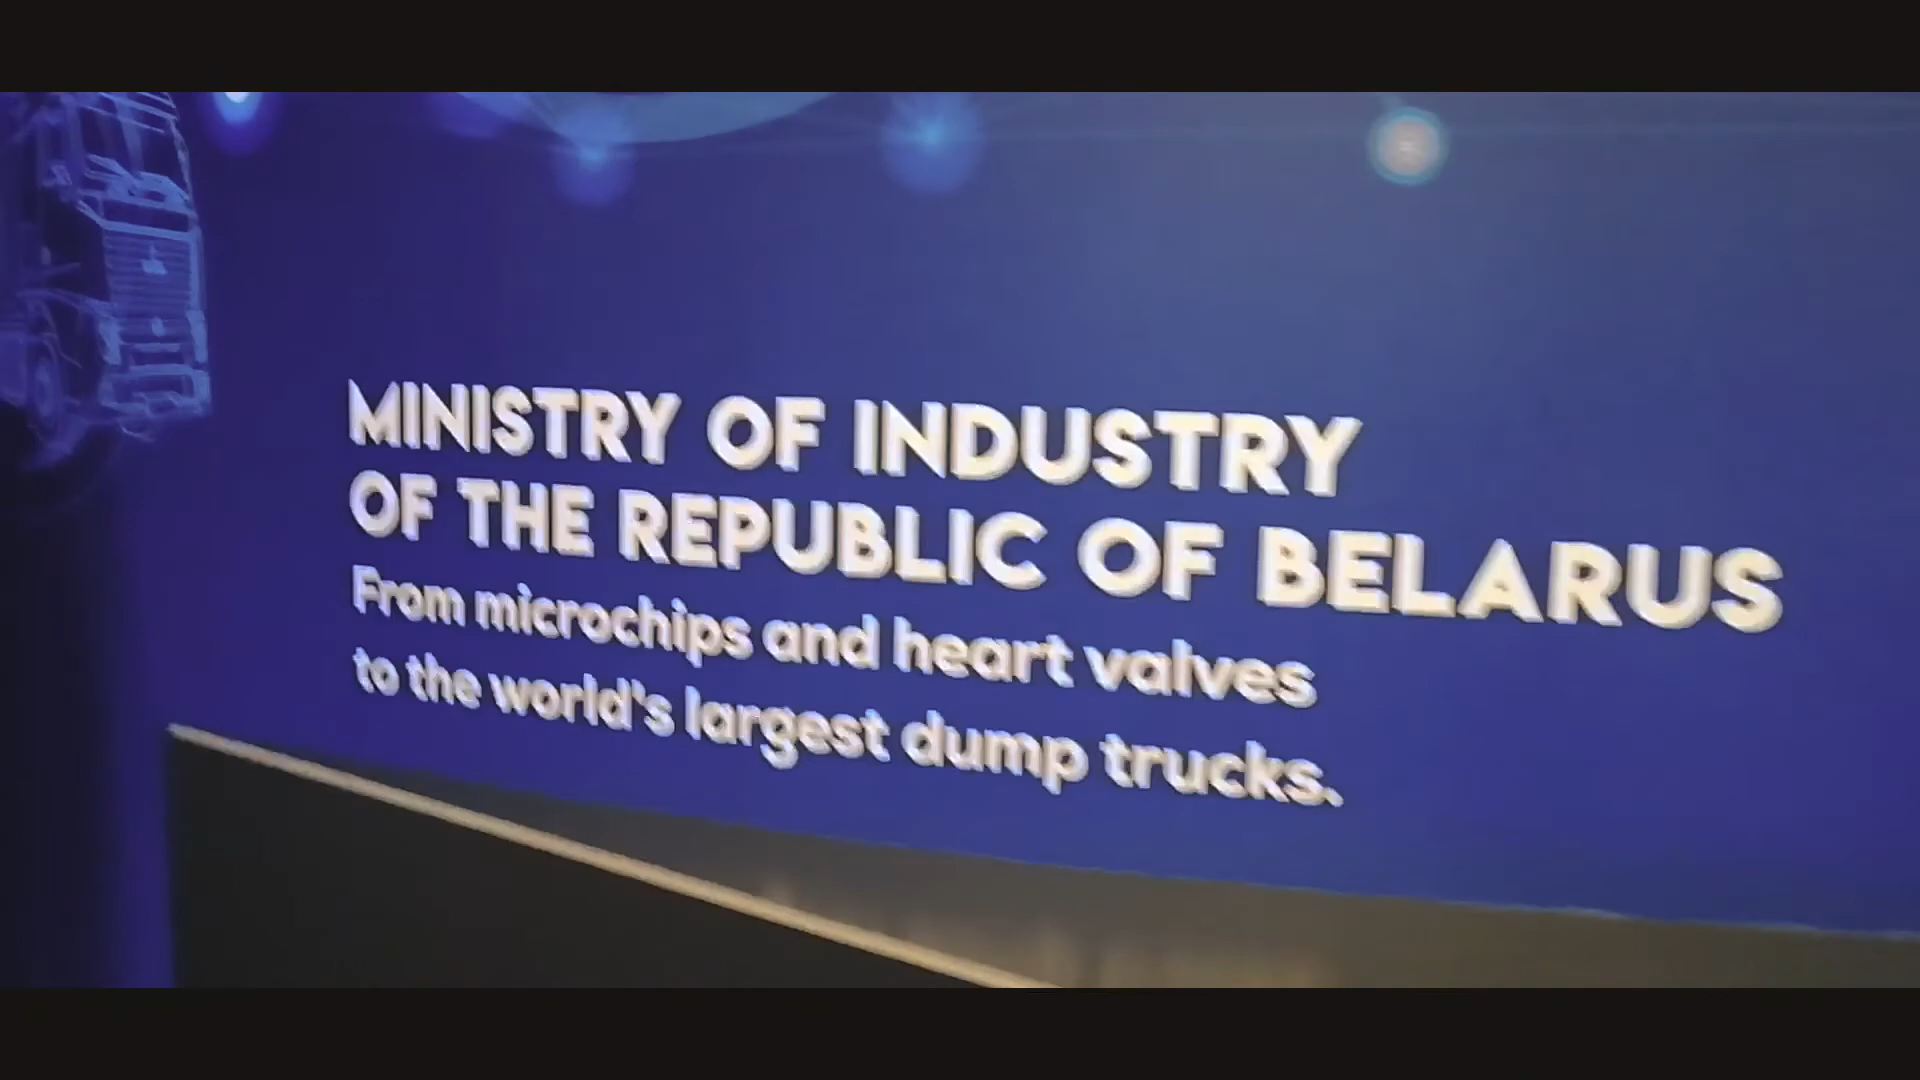 MINISTRY OF INDUSTRY
OF THE REPUBLIC OF BELARUS
From microchips and heart valves
to the world's largest dump trucks.